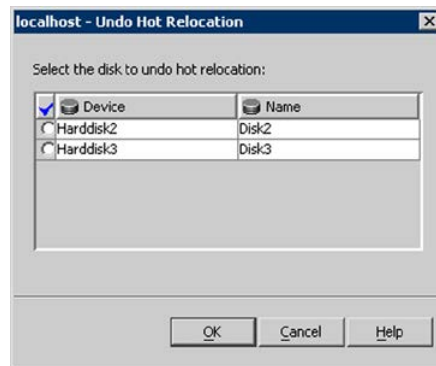 localhost - Undo Hot Relocation
Select the disk to undo hot relocation:
Device Name
Harddisk2 Disk2
Harddisk3 Disk3
OK Cancel Help